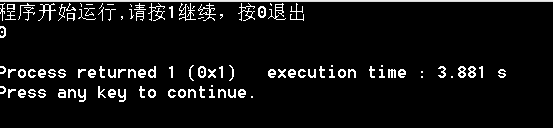 程序开始运行,请按1继续，按0退出
0
Process returned 1 (0x1)   execution time : 3.881 s
Press any key to continue.